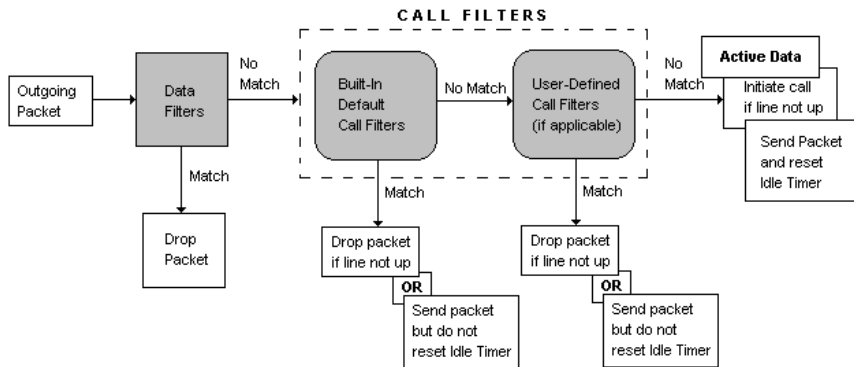 CALL FILTERS
Outgoing
Packet
Data
Filters
No
Match
Built-In
Default
Call Filters
No Match
User-Defined
Call Filters
(if applicable)
No
Match
Active Data
Initiate call
if line not up
Send Packet
and reset
Idle Timer
Match
Drop
Packet
Match
Drop packet
if line not up
OR
Send packet
but do not
reset Idle Timer
Match
Drop packet
if line not up
OR
Send packet
but do not
reset Idle Timer